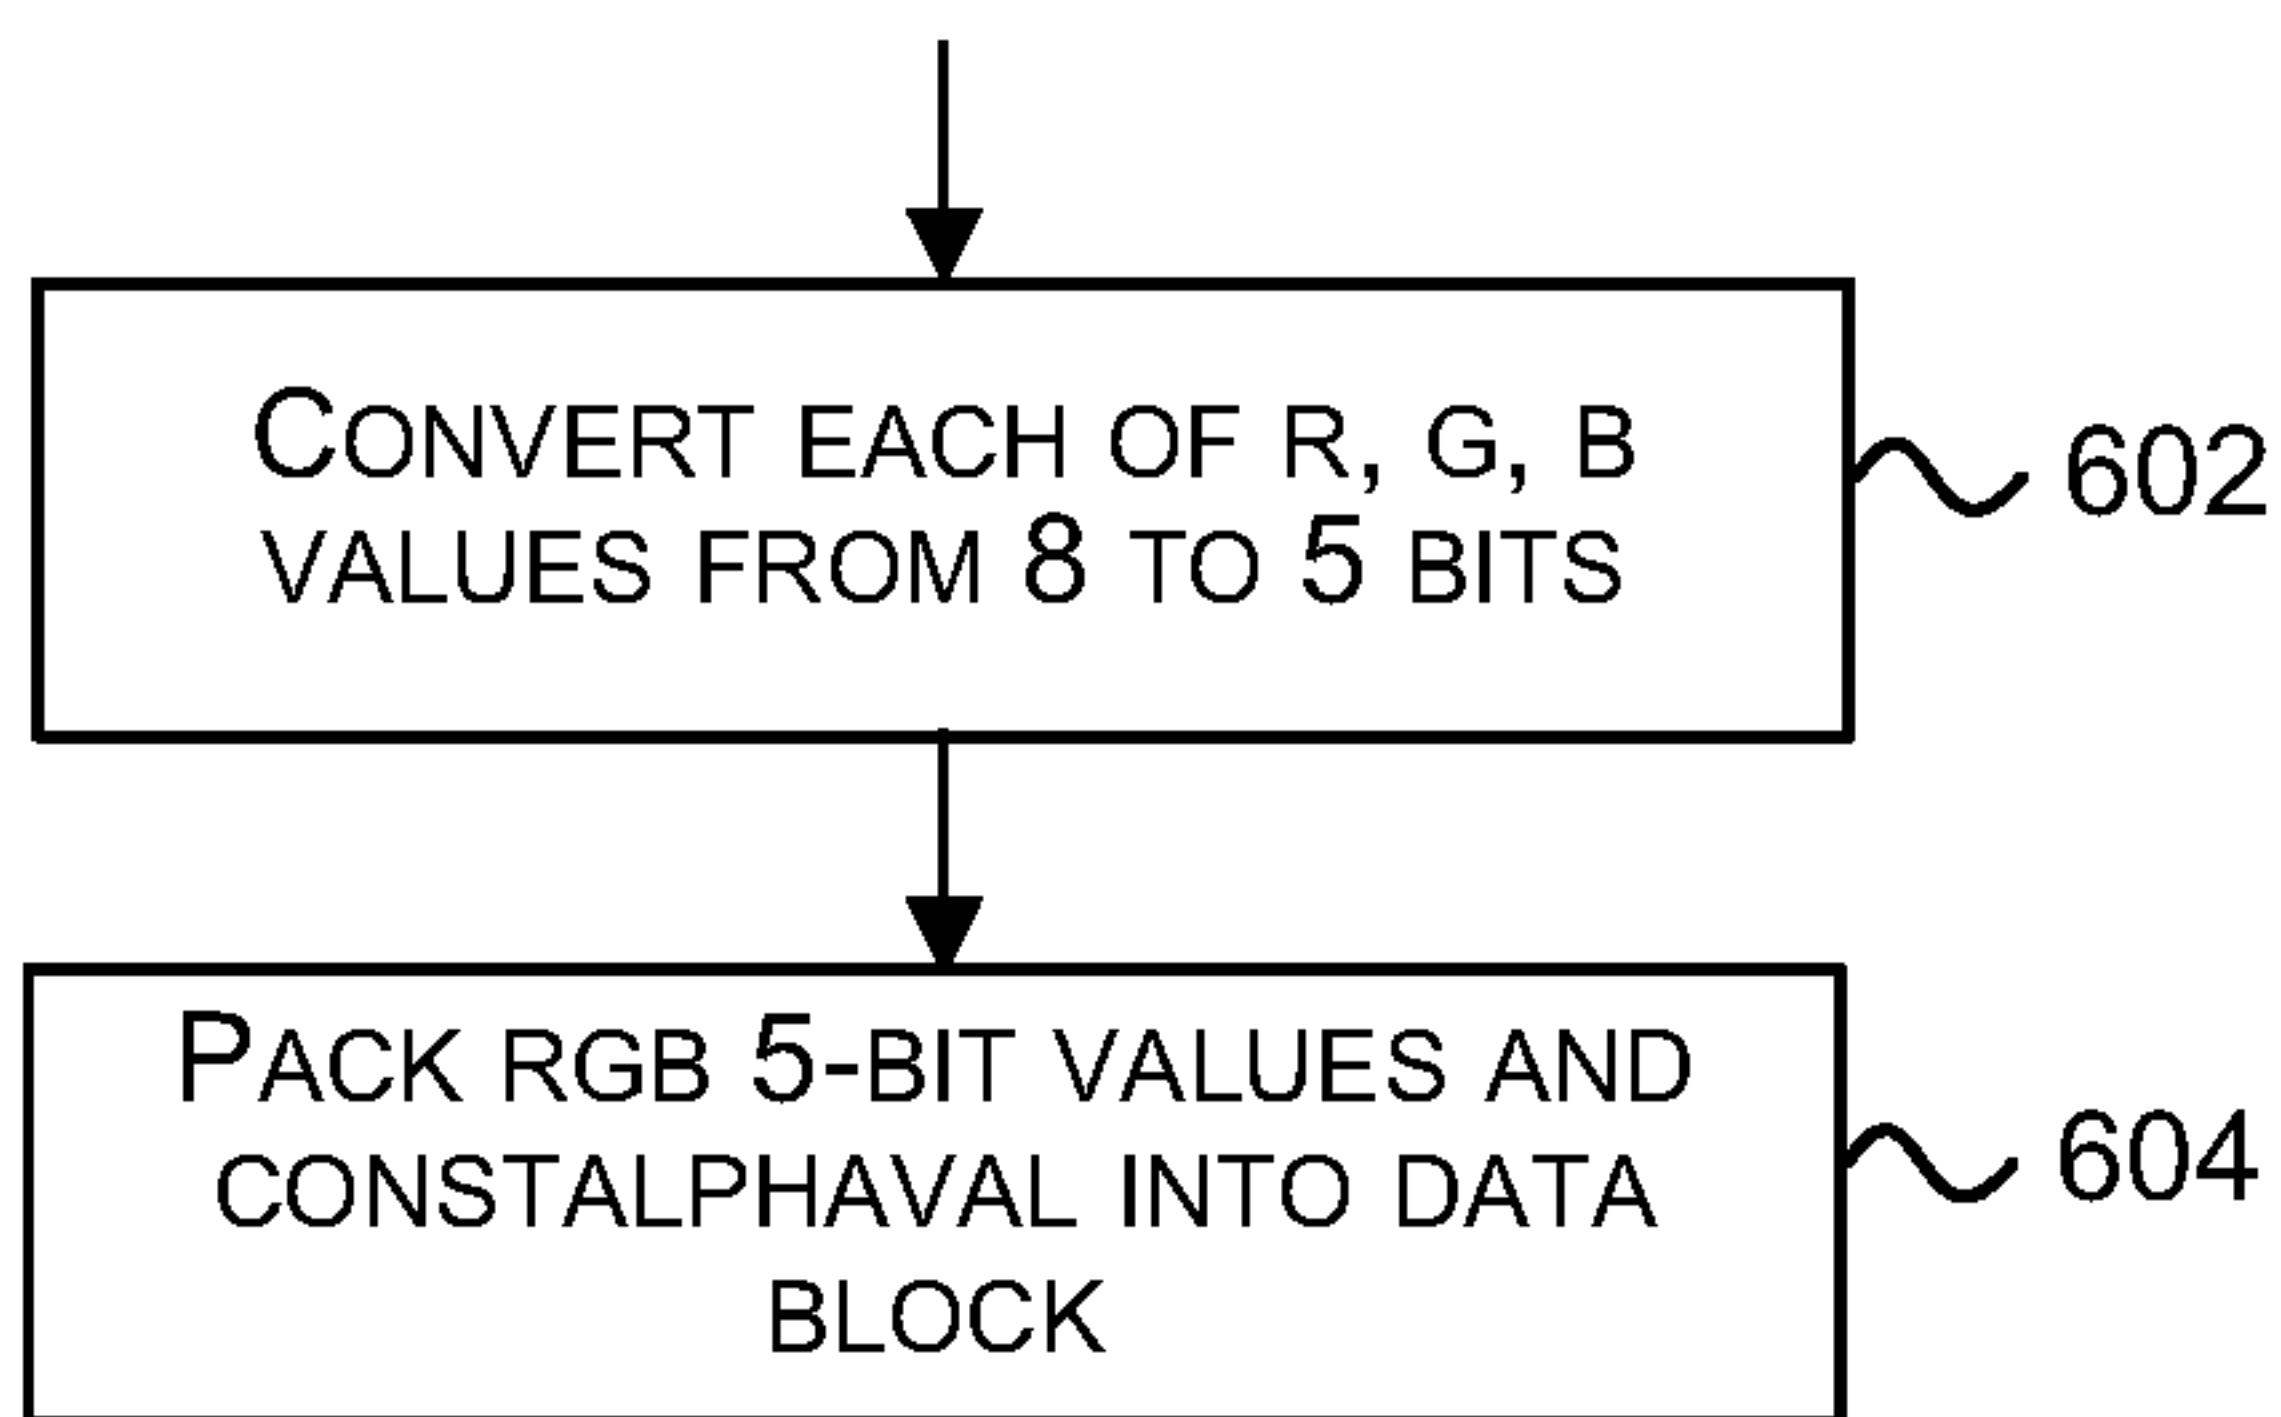 CONVERT EACH OF R, G, B
VALUES FROM 8 TO 5 BITS
602
PACK RGB 5-BIT VALUES AND
CONSTALPHAVAL INTO DATA
BLOCK
604